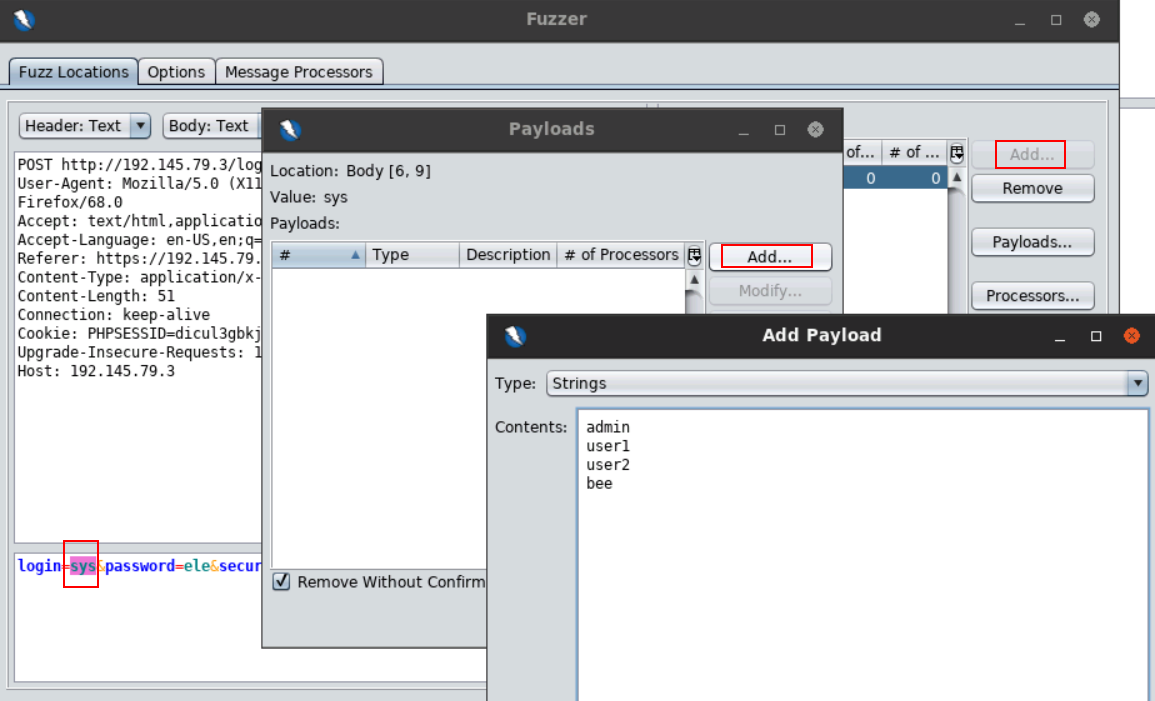 Fuzzer
Fuzz Locations Options Message Processors
Header: Text Body: Text
POST http://192.145.79.3/log
User-Agent: Mozilla/5.0 (X11
Firefox/68.0
Accept: text/html,applicatio
Accept-Language: en-US,en;q=
Referer: https://192.145.79.
Content-Type: application/x-
Content-Length: 51
Connection: keep-alive
Cookie: PHPSESSID=dicul3gbkj
Upgrade-Insecure-Requests: 1
Host: 192.145.79.3
login=sys&password=ele&secur
of... # of ...
0 0
Add...
Remove
Payloads...
Processors...
Payloads
Location: Body [6, 9]
Value: sys
Payloads:
# Type Description # of Processors
Add...
Modify...
Remove Without Confirm
Add Payload
Type: Strings
Contents:
admin
user1
user2
bee